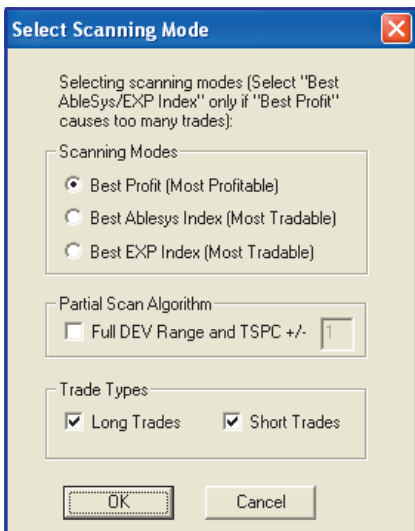 Select Scanning Mode
Selecting scanning modes (Select "Best
AbleSys/EXP Index" only if "Best Profit"
causes too many trades):
Scanning Modes
Best Profit (Most Profitable)
Best Ablesys Index (Most Tradable)
Best EXP Index (Most Tradable)
Partial Scan Algorithm
Full DEV Range and TSPC +/- 1
Trade Types
Long Trades Short Trades
OK Cancel